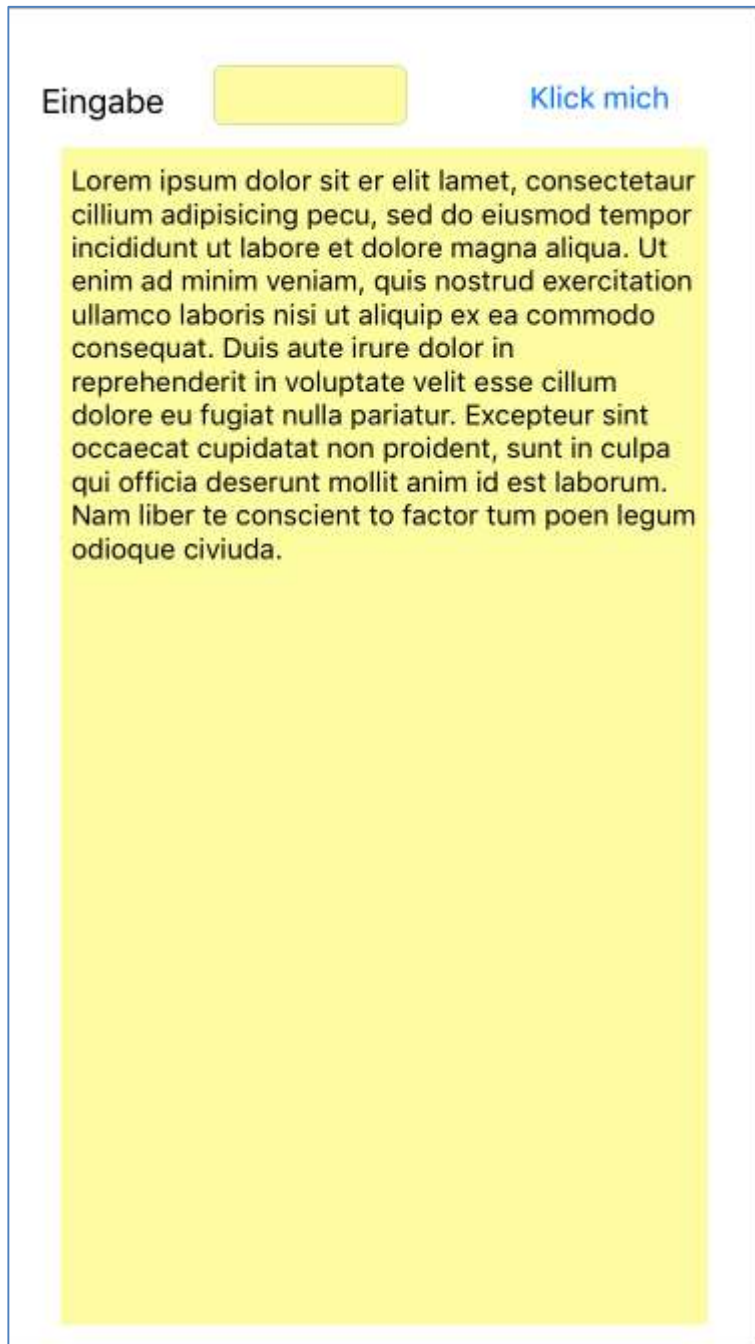 Eingabe Klick mich
Lorem ipsum dolor sit er elit lamet, consectetaur
cillium adipisicing pecu, sed do eiusmod tempor
incididunt ut labore et dolore magna aliqua. Ut
enim ad minim veniam, quis nostrud exercitation
ullamco laboris nisi ut aliquip ex ea commodo
consequat. Duis aute irure dolor in
reprehenderit in voluptate velit esse cillum
dolore eu fugiat nulla pariatur. Excepteur sint
occaecat cupidatat non proident, sunt in culpa
qui officia deserunt mollit anim id est laborum.
Nam liber te conscient to factor tum poen legum
odioque civiuda.